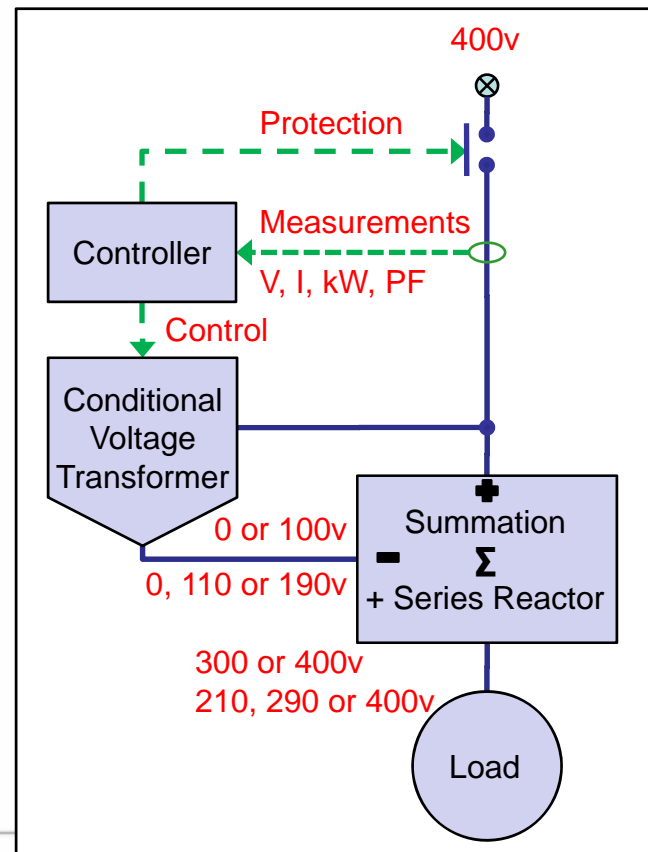 400v
Protection
Measurements
Controller
V, I, kW, PF
Control
Conditional
Voltage
Transformer
+
Summation
0 or 100v
- Σ
0, 110 or 190v
+ Series Reactor
300 or 400v
210, 290 or 400v
Load